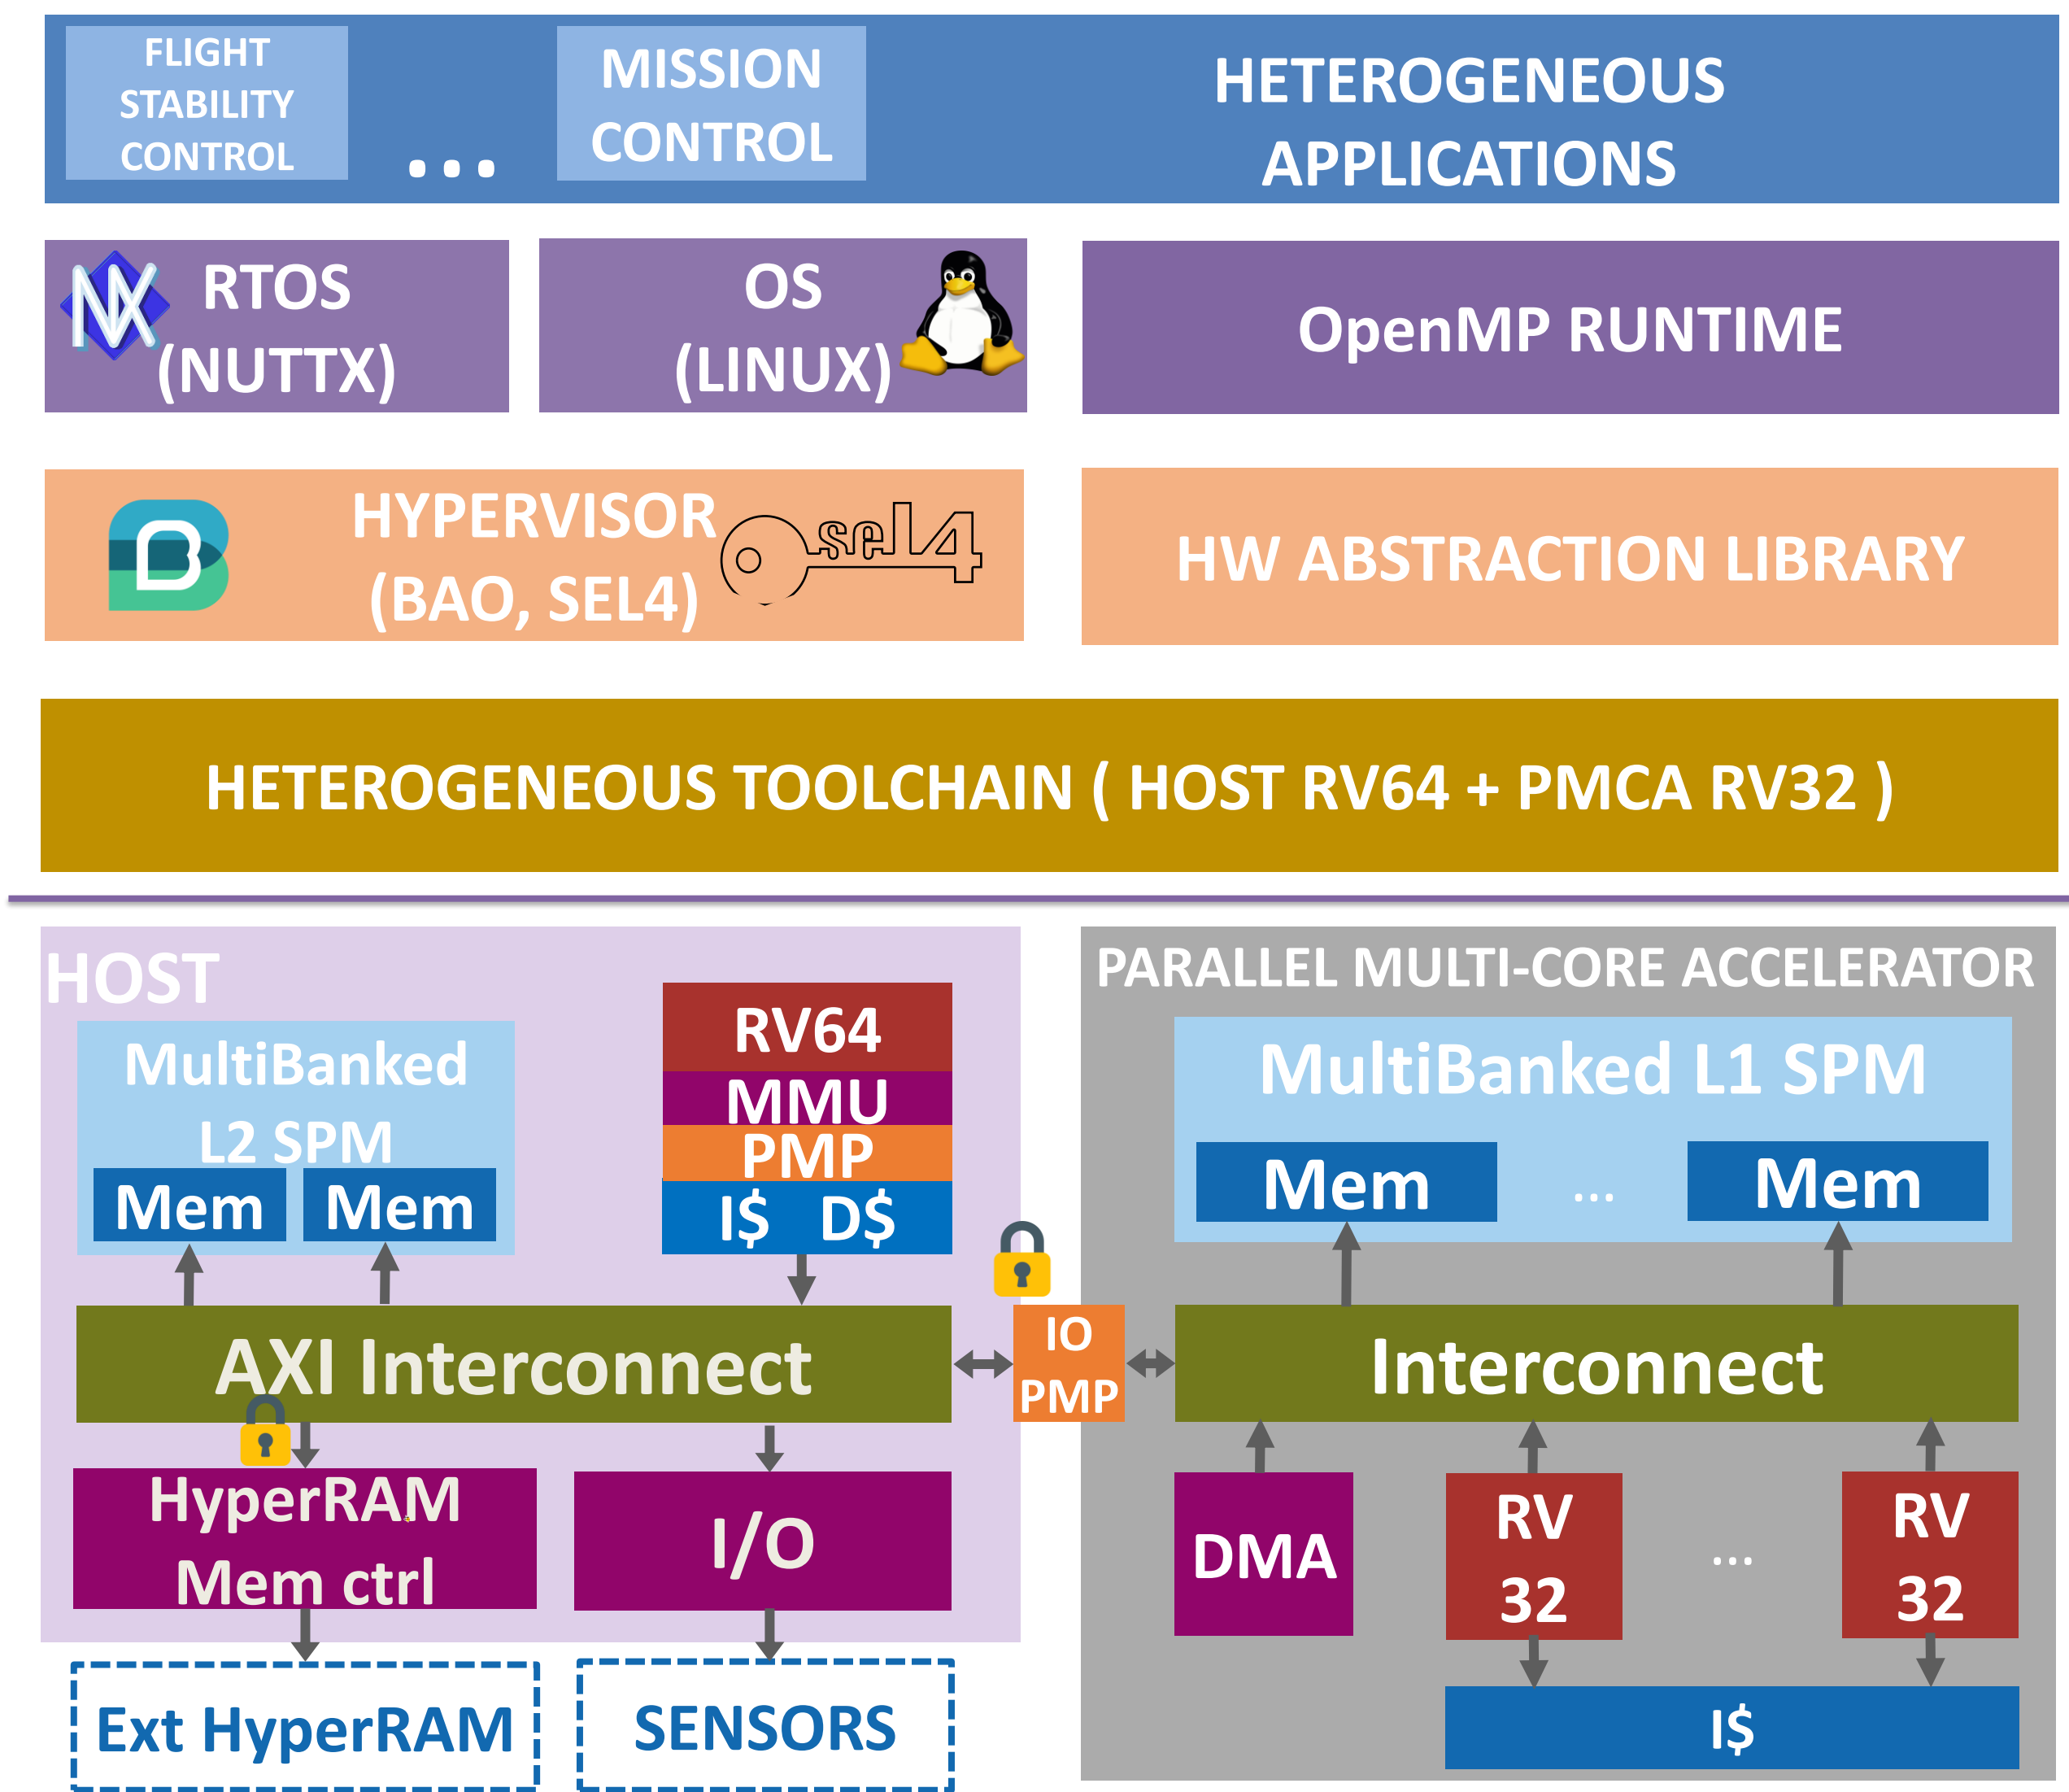 FLIGHT
STABILITY
CONTROL
...
MISSION
CONTROL
HETEROGENEOUS
APPLICATIONS
NX
RTOS
(NUTTX)
OS
(LINUX)
OpenMP RUNTIME
B
HYPERVISOR
(BAO, SEL4)
seL4
HW ABSTRACTION LIBRARY
HETEROGENEOUS TOOLCHAIN ( HOST RV64 + PMCA RV32 )
HOST
MultiBanked
L2 SPM
Mem
Mem
RV64
MMU
PMP
I$ D$
AXI Interconnect
HyperRAM
Mem ctrl
I/O
Ext HyperRAM
SENSORS
IO
PMP
PARALLEL MULTI-CORE ACCELERATOR
MultiBanked L1 SPM
Mem
...
Mem
Interconnect
DMA
RV
32
...
RV
32
I$